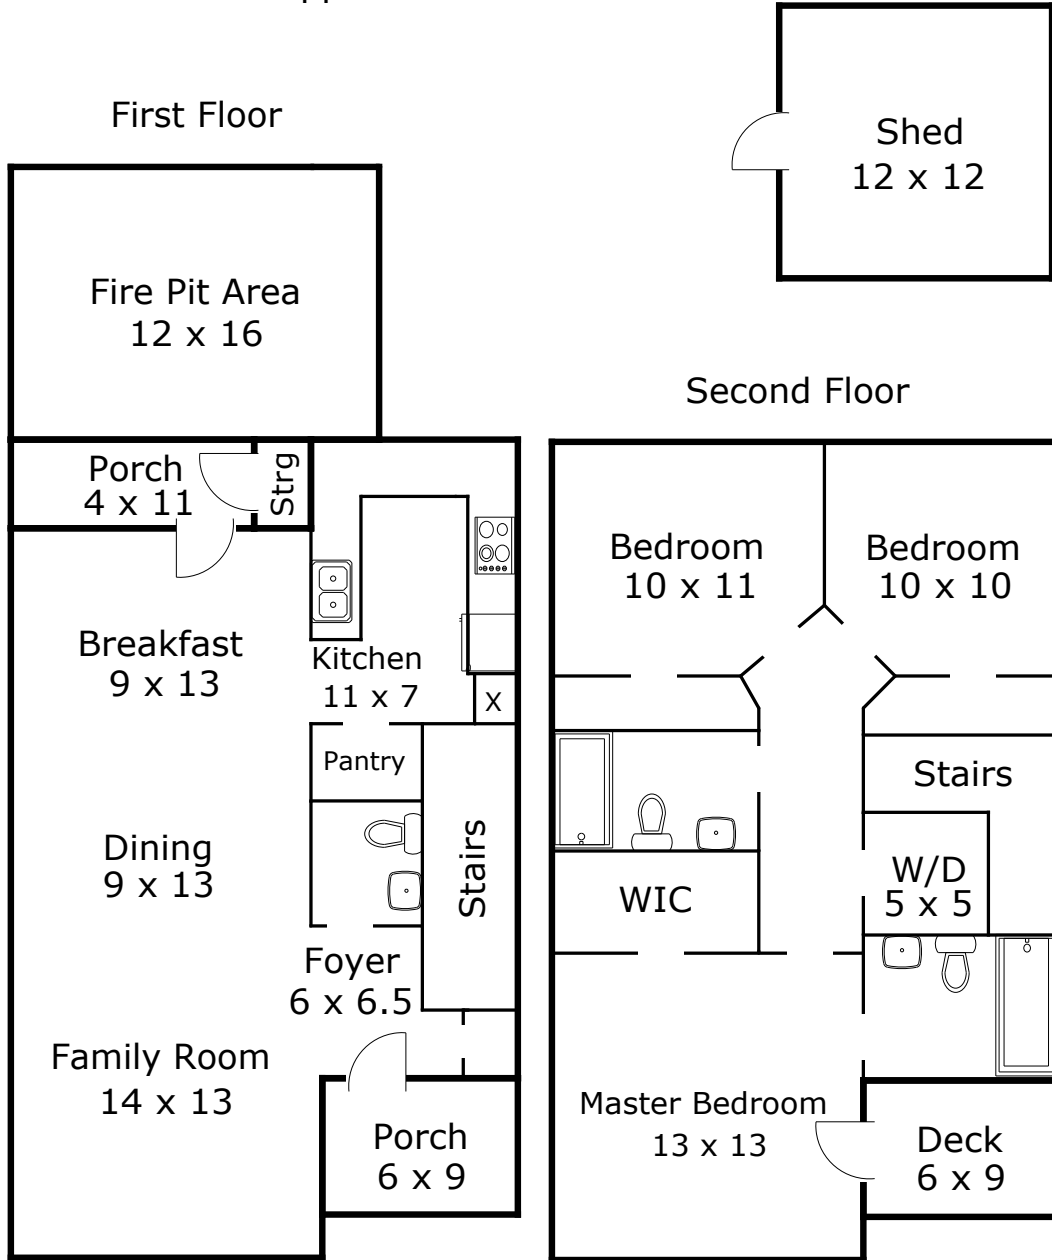 First Floor
Shed
12 x 12
Fire Pit Area
12 x 16
Second Floor
Porch
4 x 11
Strg
Bedroom
10 x 11
Bedroom
10 x 10
Breakfast
9 x 13
Kitchen
11 x 7
X
Pantry
Stairs
Dining
9 x 13
Stairs
W/D
5 x 5
WIC
Foyer
6 x 6.5
Family Room
14 x 13
Porch
6 x 9
Master Bedroom
13 x 13
Deck
6 x 9